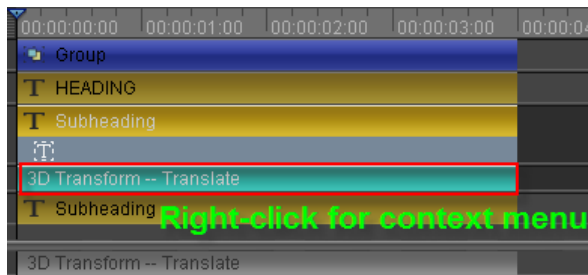 00:00:00:00 00:00:01:00 00:00:02:00 00:00:03:00 00:00:04
Group
T HEADING
T Subheading
T
3D Transform -- Translate
T Subheading
Right-click for context menu
3D Transform -- Translate